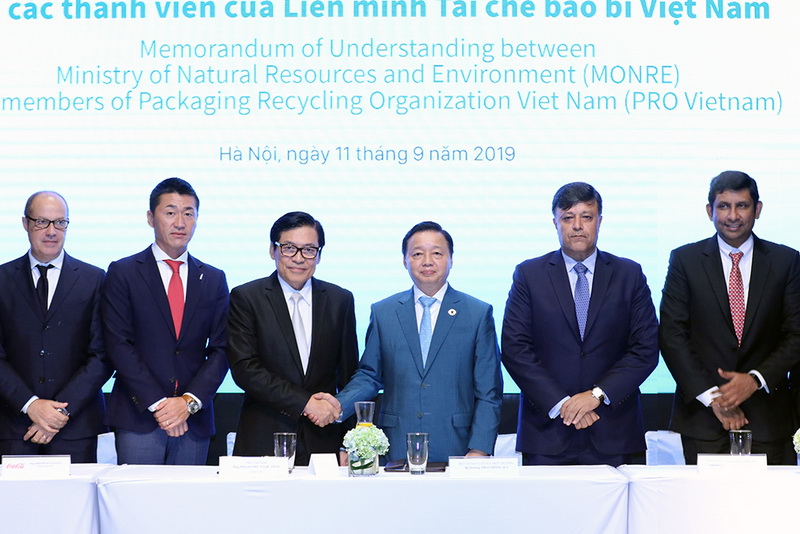 các thành viên của Liên minh Tái chế bao bì Việt Nam
Memorandum of Understanding between
Ministry of Natural Resources and Environment (MONRE)
members of Packaging Recycling Organization Viet Nam (PRO Vietnam)
Hà Nội, ngày 11 tháng 9 năm 2019
Coca-Cola